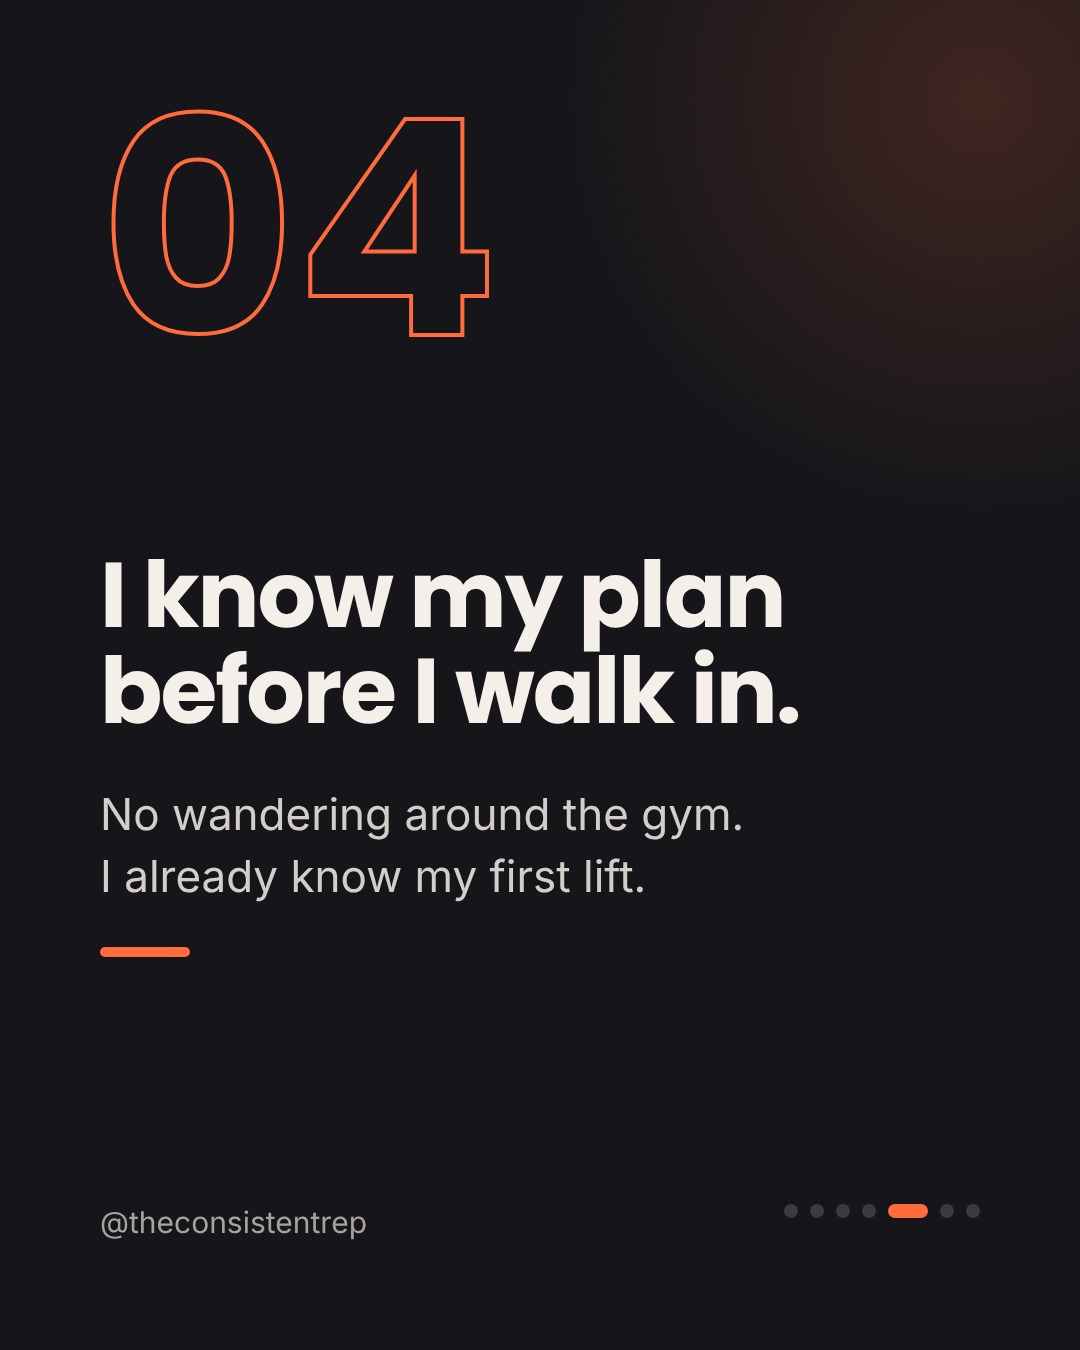 04
I know my plan
before I walk in.
No wandering around the gym.
I already know my first lift.
@theconsistentrep